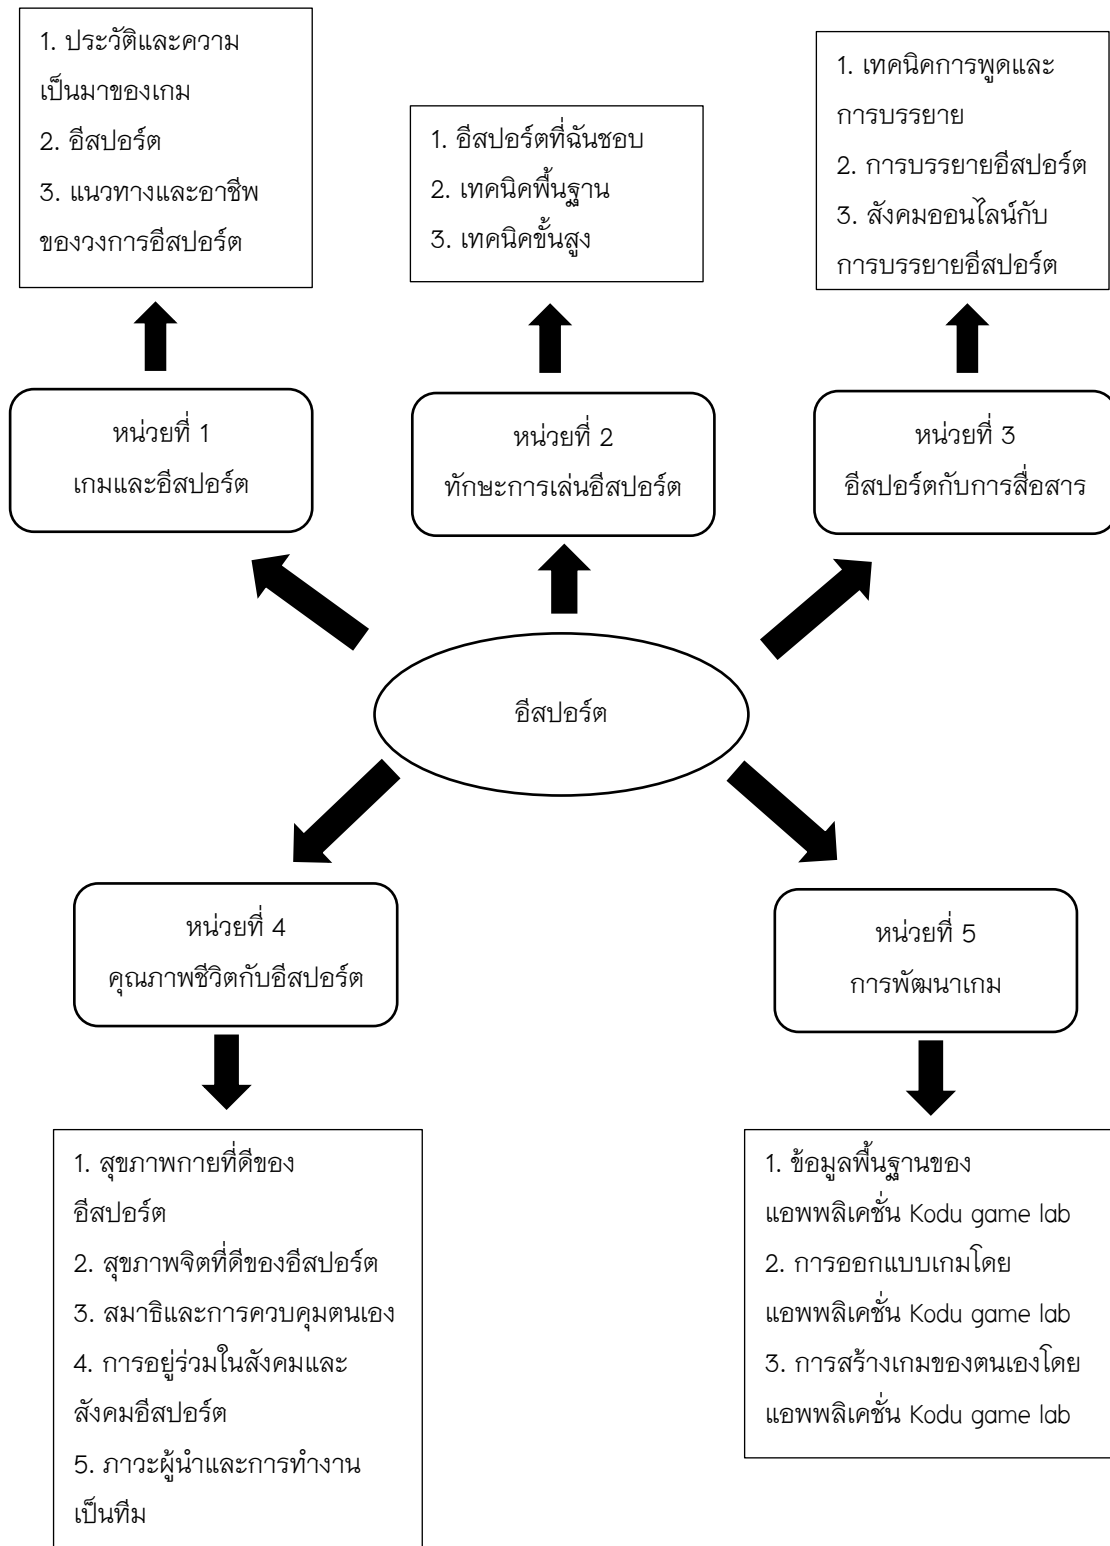 1. ประวัติและความ
เป็นมาของเกม
2. อีสปอร์ต
3. แนวทางและอาชีพ
ของวงการอีสปอร์ต
1. อีสปอร์ตที่ฉันชอบ
2. เทคนิคพื้นฐาน
3. เทคนิคขั้นสูง
1. เทคนิคการพูดและ
การบรรยาย
2. การบรรยายอีสปอร์ต
3. สังคมออนไลน์กับ
การบรรยายอีสปอร์ต
หน่วยที่ 1
เกมและอีสปอร์ต
หน่วยที่ 2
ทักษะการเล่นอีสปอร์ต
หน่วยที่ 3
อีสปอร์ตกับการสื่อสาร
อีสปอร์ต
หน่วยที่ 4
คุณภาพชีวิตกับอีสปอร์ต
หน่วยที่ 5
การพัฒนาเกม
1. สุขภาพกายที่ดีของ
อีสปอร์ต
2. สุขภาพจิตที่ดีของอีสปอร์ต
3. สมาธิและการควบคุมตนเอง
4. การอยู่ร่วมในสังคมและ
สังคมอีสปอร์ต
5. ภาวะผู้นำและการทำงาน
เป็นทีม
1. ข้อมูลพื้นฐานของ
แอพพลิเคชั่น Kodu game lab
2. การออกแบบเกมโดย
แอพพลิเคชั่น Kodu game lab
3. การสร้างเกมของตนเองโดย
แอพพลิเคชั่น Kodu game lab